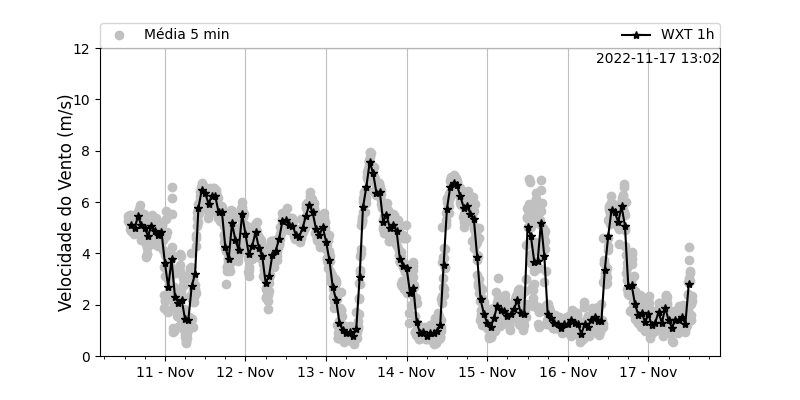 Média 5 min WXT 1h
2022-11-17 13:02
Velocidade do Vento (m/s)
12
10
8
6
4
2
0
11 - Nov 12 - Nov 13 - Nov 14 - Nov 15 - Nov 16 - Nov 17 - Nov